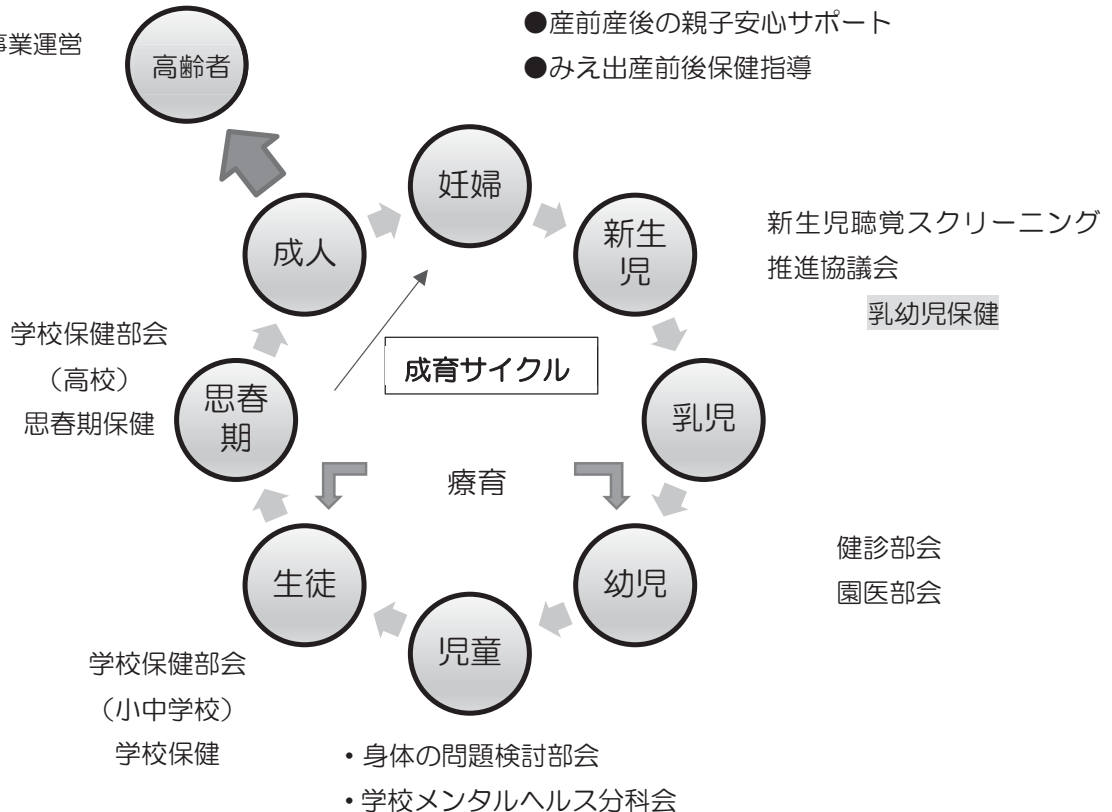 ●産前産後の親子安心サポート
●みえ出産前後保健指導
事業運営
高齢者
妊婦
新生
児
新生児聴覚スクリーニング
推進協議会
乳幼児保健
成人
学校保健部会
（高校）
思春期保健
思春
期
成育サイクル
乳児
療育
健診部会
園医部会
幼児
生徒
児童
学校保健部会
（小中学校）
学校保健
・身体の問題検討部会
・学校メンタルヘルス分科会